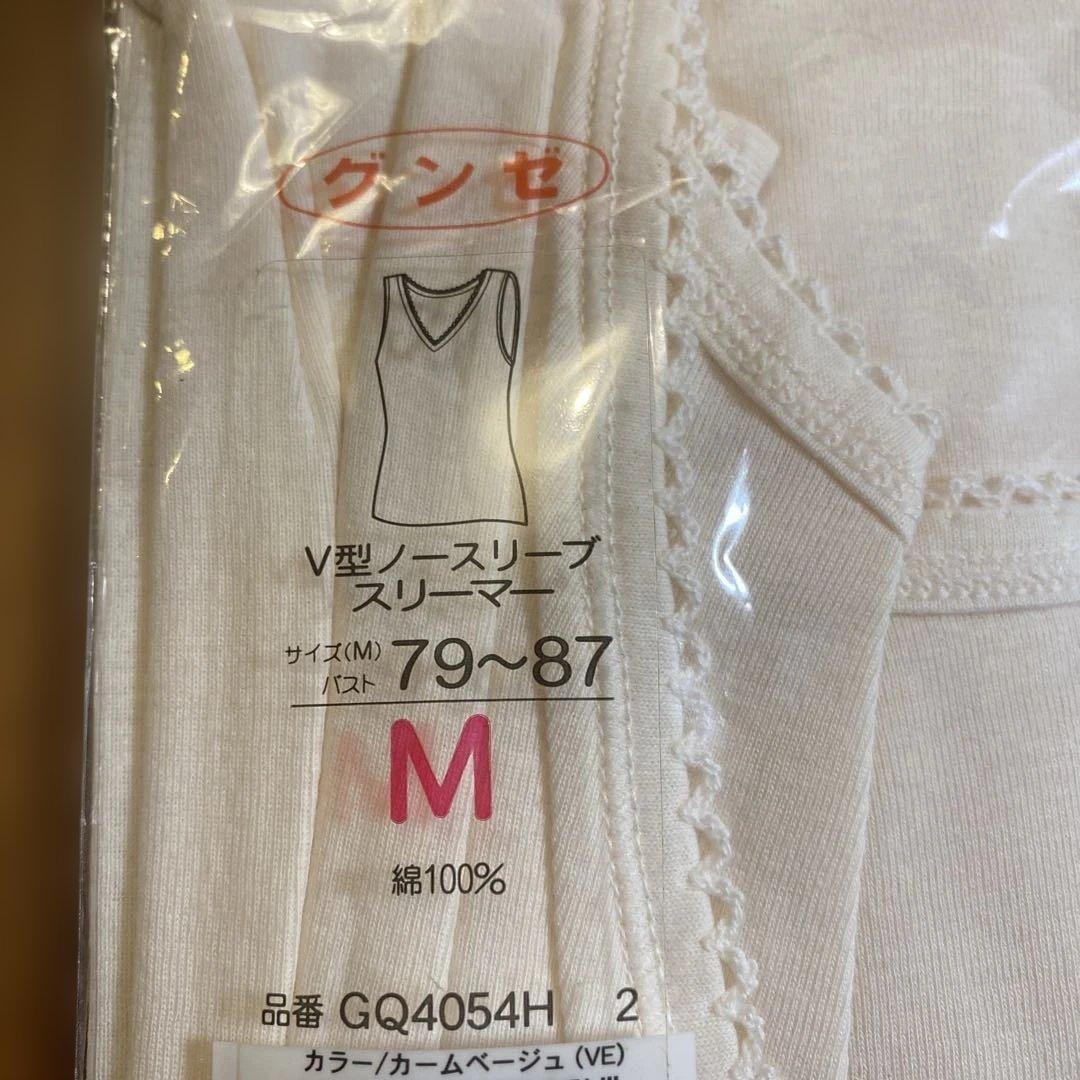 グンゼ
V型ノースリーブ
スリーマー
サイズ(M)
バスト 79〜87
M
綿100%
品番 GQ4054H 2
カラー/カームベージュ(VE)